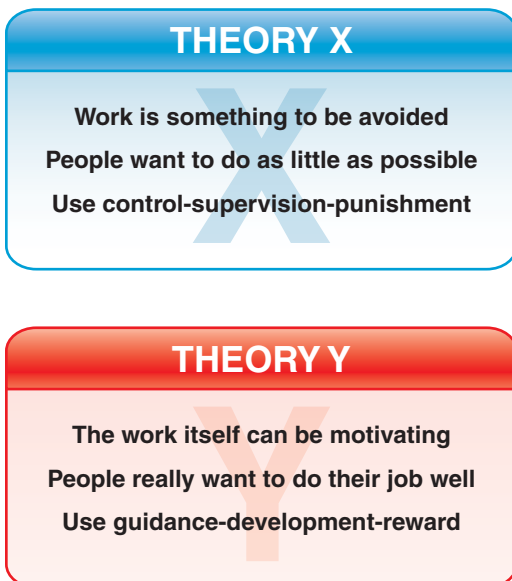 THEORY X
Work is something to be avoided
People want to do as little as possible
Use control-supervision-punishment
THEORY Y
The work itself can be motivating
People really want to do their job well
Use guidance-development-reward